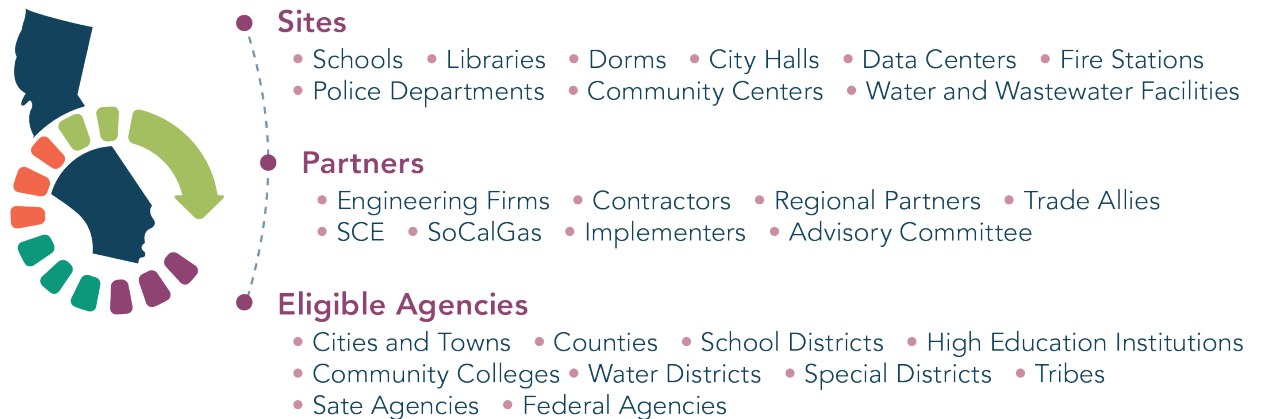 Sites
• Schools • Libraries • Dorms • City Halls • Data Centers • Fire Stations
• Police Departments • Community Centers • Water and Wastewater Facilities
Partners
• Engineering Firms • Contractors • Regional Partners • Trade Allies
• SCE • SoCalGas • Implementers • Advisory Committee
Eligible Agencies
• Cities and Towns • Counties • School Districts • High Education Institutions
• Community Colleges • Water Districts • Special Districts • Tribes
• Sate Agencies • Federal Agencies